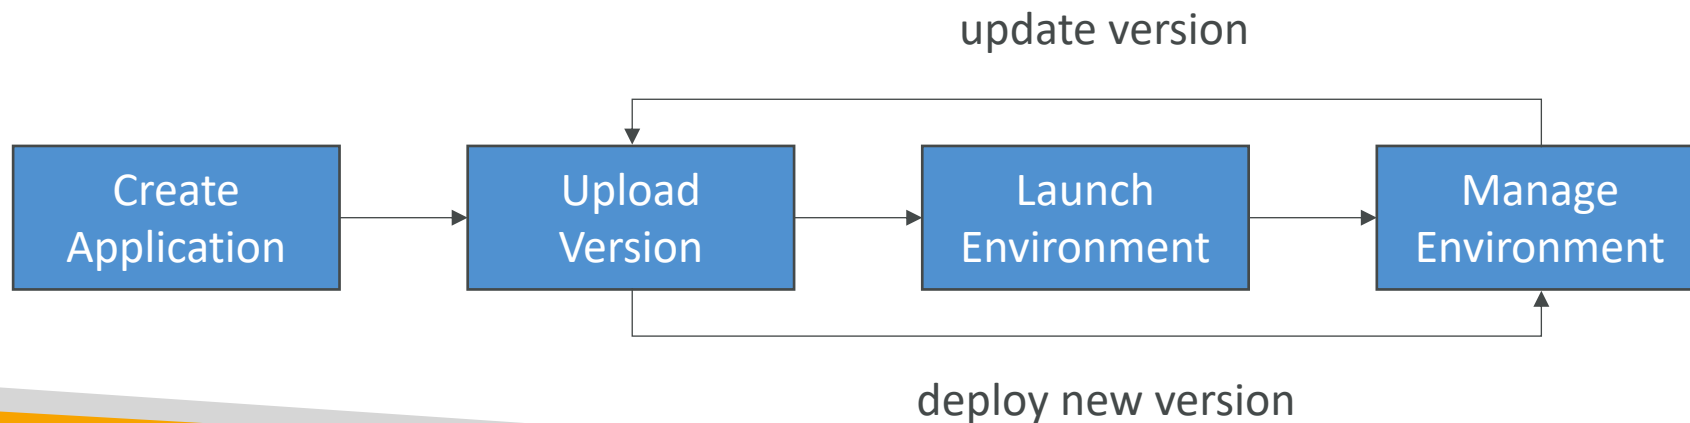 update version
Create
Application
Upload
Version
Launch
Environment
Manage
Environment
deploy new version